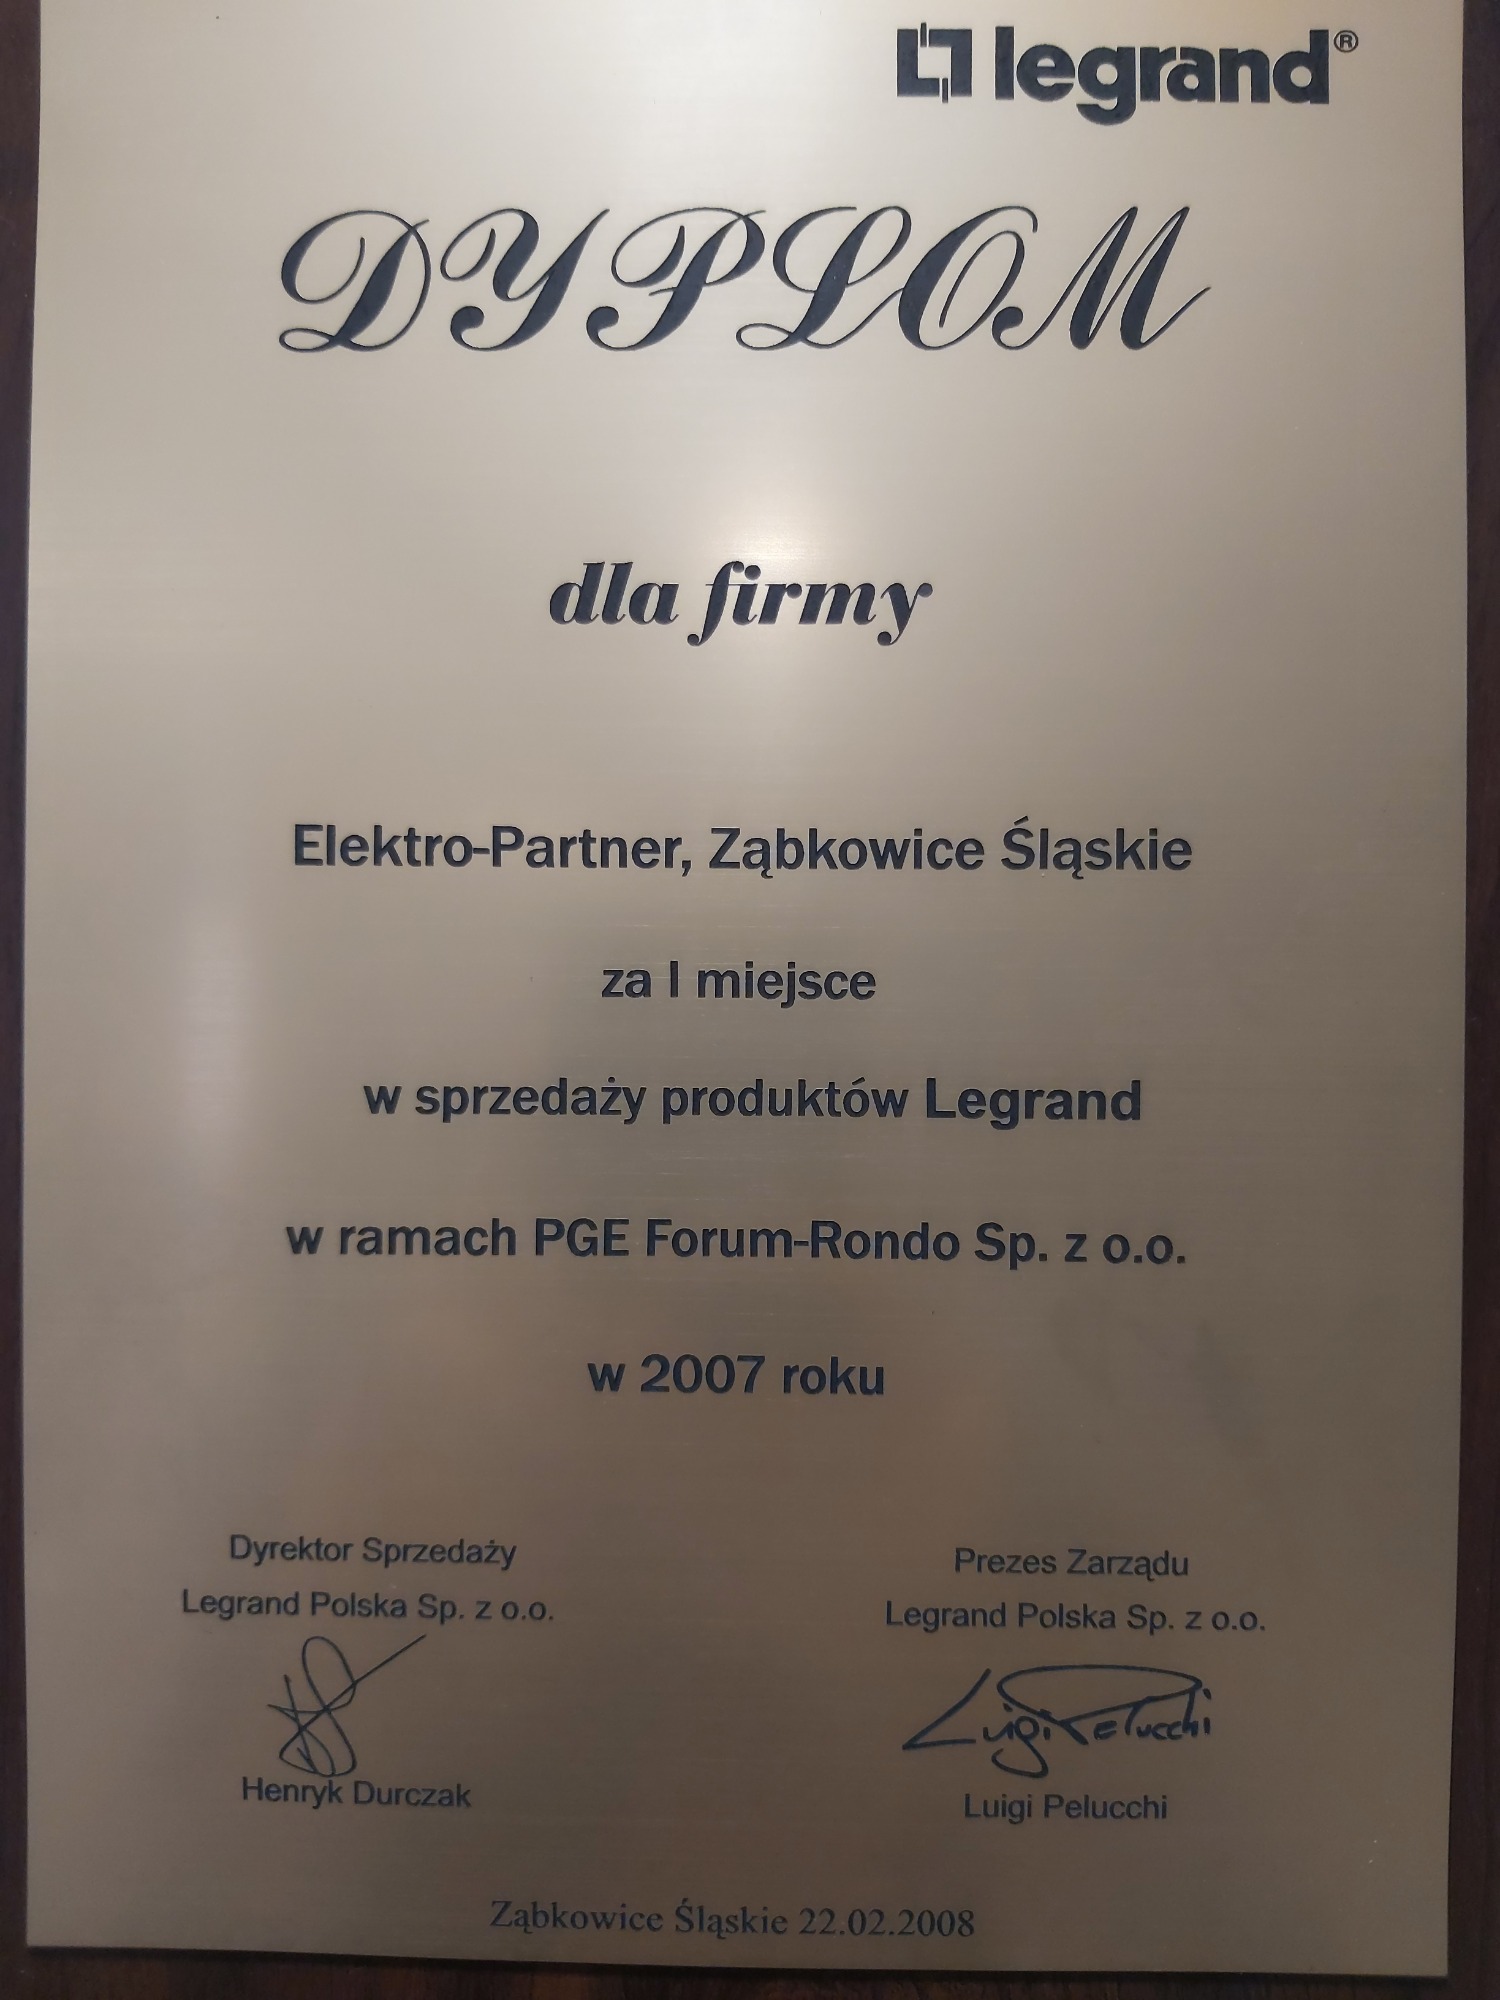 legrand®
DYPLOM
dla firmy
Elektro-Partner, Ząbkowice Śląskie
za I miejsce
w sprzedaży produktów Legrand
w ramach PGE Forum-Rondo Sp. z o.o.
w 2007 roku
Dyrektor Sprzedaży
Legrand Polska Sp. z o.o.
Henryk Durczak
Prezes Zarządu
Legrand Polska Sp. z o.o.
Luigi Pelucchi
Luigi Pelucchi
Ząbkowice Śląskie 22.02.2008